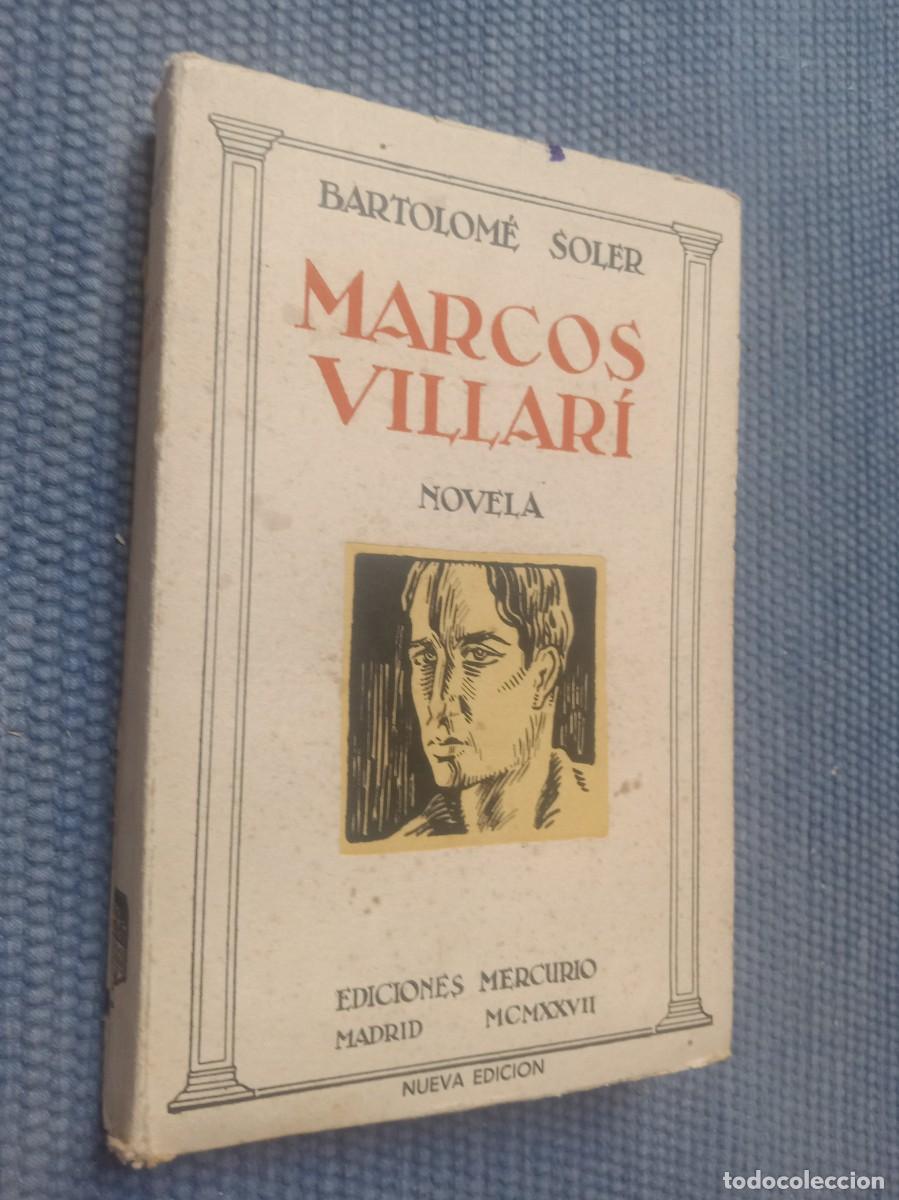 BARTOLOMÉ SOLER
MARCOS
VILLARÍ
NOVELA
EDICIONES MERCURIO
MADRID MCMXXVII
NUEVA EDICION
todocoleccion